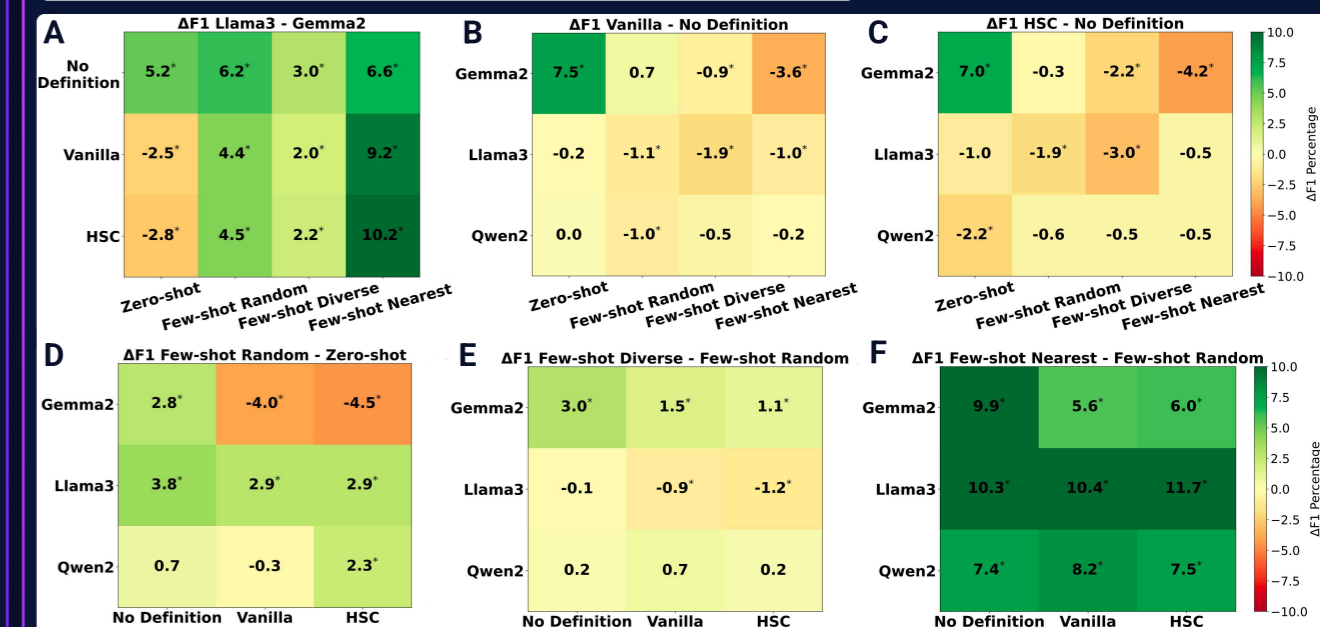 A
ΔF1 Llama3 - Gemma2
No Definition
5.2* 6.2* 3.0* 6.6*
Vanilla
-2.5* 4.4* 2.0* 9.2*
HSC
-2.8* 4.5* 2.2* 10.2*
Zero-shot Few-shot Random Few-shot Diverse Few-shot Nearest
B
ΔF1 Vanilla - No Definition
Gemma2
7.5* 0.7 -0.9* -3.6*
Llama3
-0.2 -1.1* -1.9* -1.0*
Qwen2
0.0 -1.0* -0.5 -0.2
Zero-shot Few-shot Random Few-shot Diverse Few-shot Nearest
C
ΔF1 HSC - No Definition
Gemma2
7.0* -0.3 -2.2* -4.2*
Llama3
-1.0 -1.9* -3.0* -0.5
Qwen2
-2.2* -0.6 -0.5 -0.5
Zero-shot Few-shot Random Few-shot Diverse Few-shot Nearest
10.0
7.5
5.0
2.5
0.0
−2.5
−5.0
−7.5
−10.0
ΔF1 Percentage
D
ΔF1 Few-shot Random - Zero-shot
Gemma2
2.8* -4.0* -4.5*
Llama3
3.8* 2.9* 2.9*
Qwen2
0.7 -0.3 2.3*
No Definition Vanilla HSC
E
ΔF1 Few-shot Diverse - Few-shot Random
Gemma2
3.0* 1.5* 1.1*
Llama3
-0.1 -0.9* -1.2*
Qwen2
0.2 0.7 0.2
No Definition Vanilla HSC
F
ΔF1 Few-shot Nearest - Few-shot Random
Gemma2
9.9* 5.6* 6.0*
Llama3
10.3* 10.4* 11.7*
Qwen2
7.4* 8.2* 7.5*
No Definition Vanilla HSC
10.0
7.5
5.0
2.5
0.0
−2.5
−5.0
−7.5
−10.0
ΔF1 Percentage